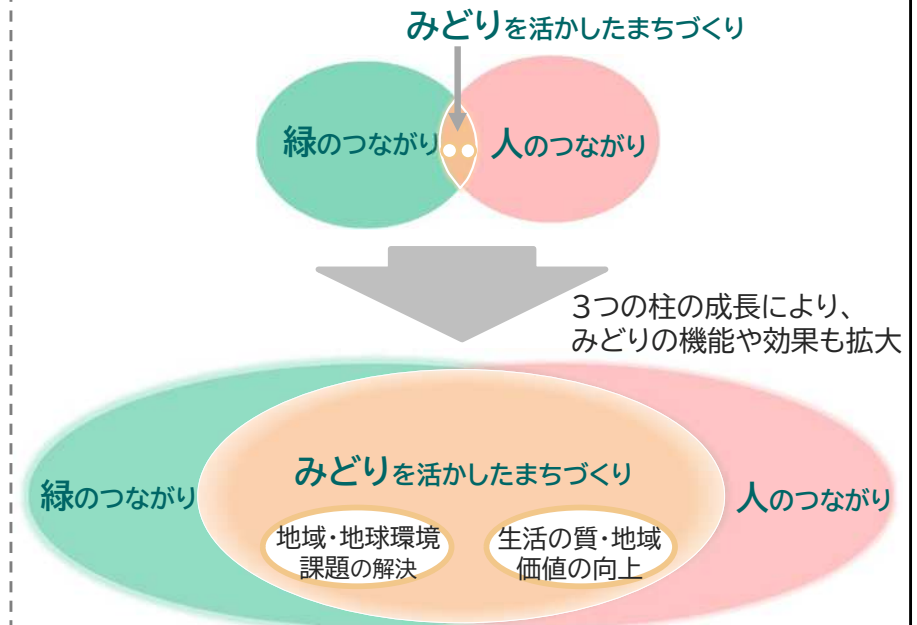 みどりを活かしたまちづくり
緑のつながり
人のつながり
3つの柱の成長により、
みどりの機能や効果も拡大
みどりを活かしたまちづくり
緑のつながり
人のつながり
地域・地球環境
課題の解決
生活の質・地域
価値の向上